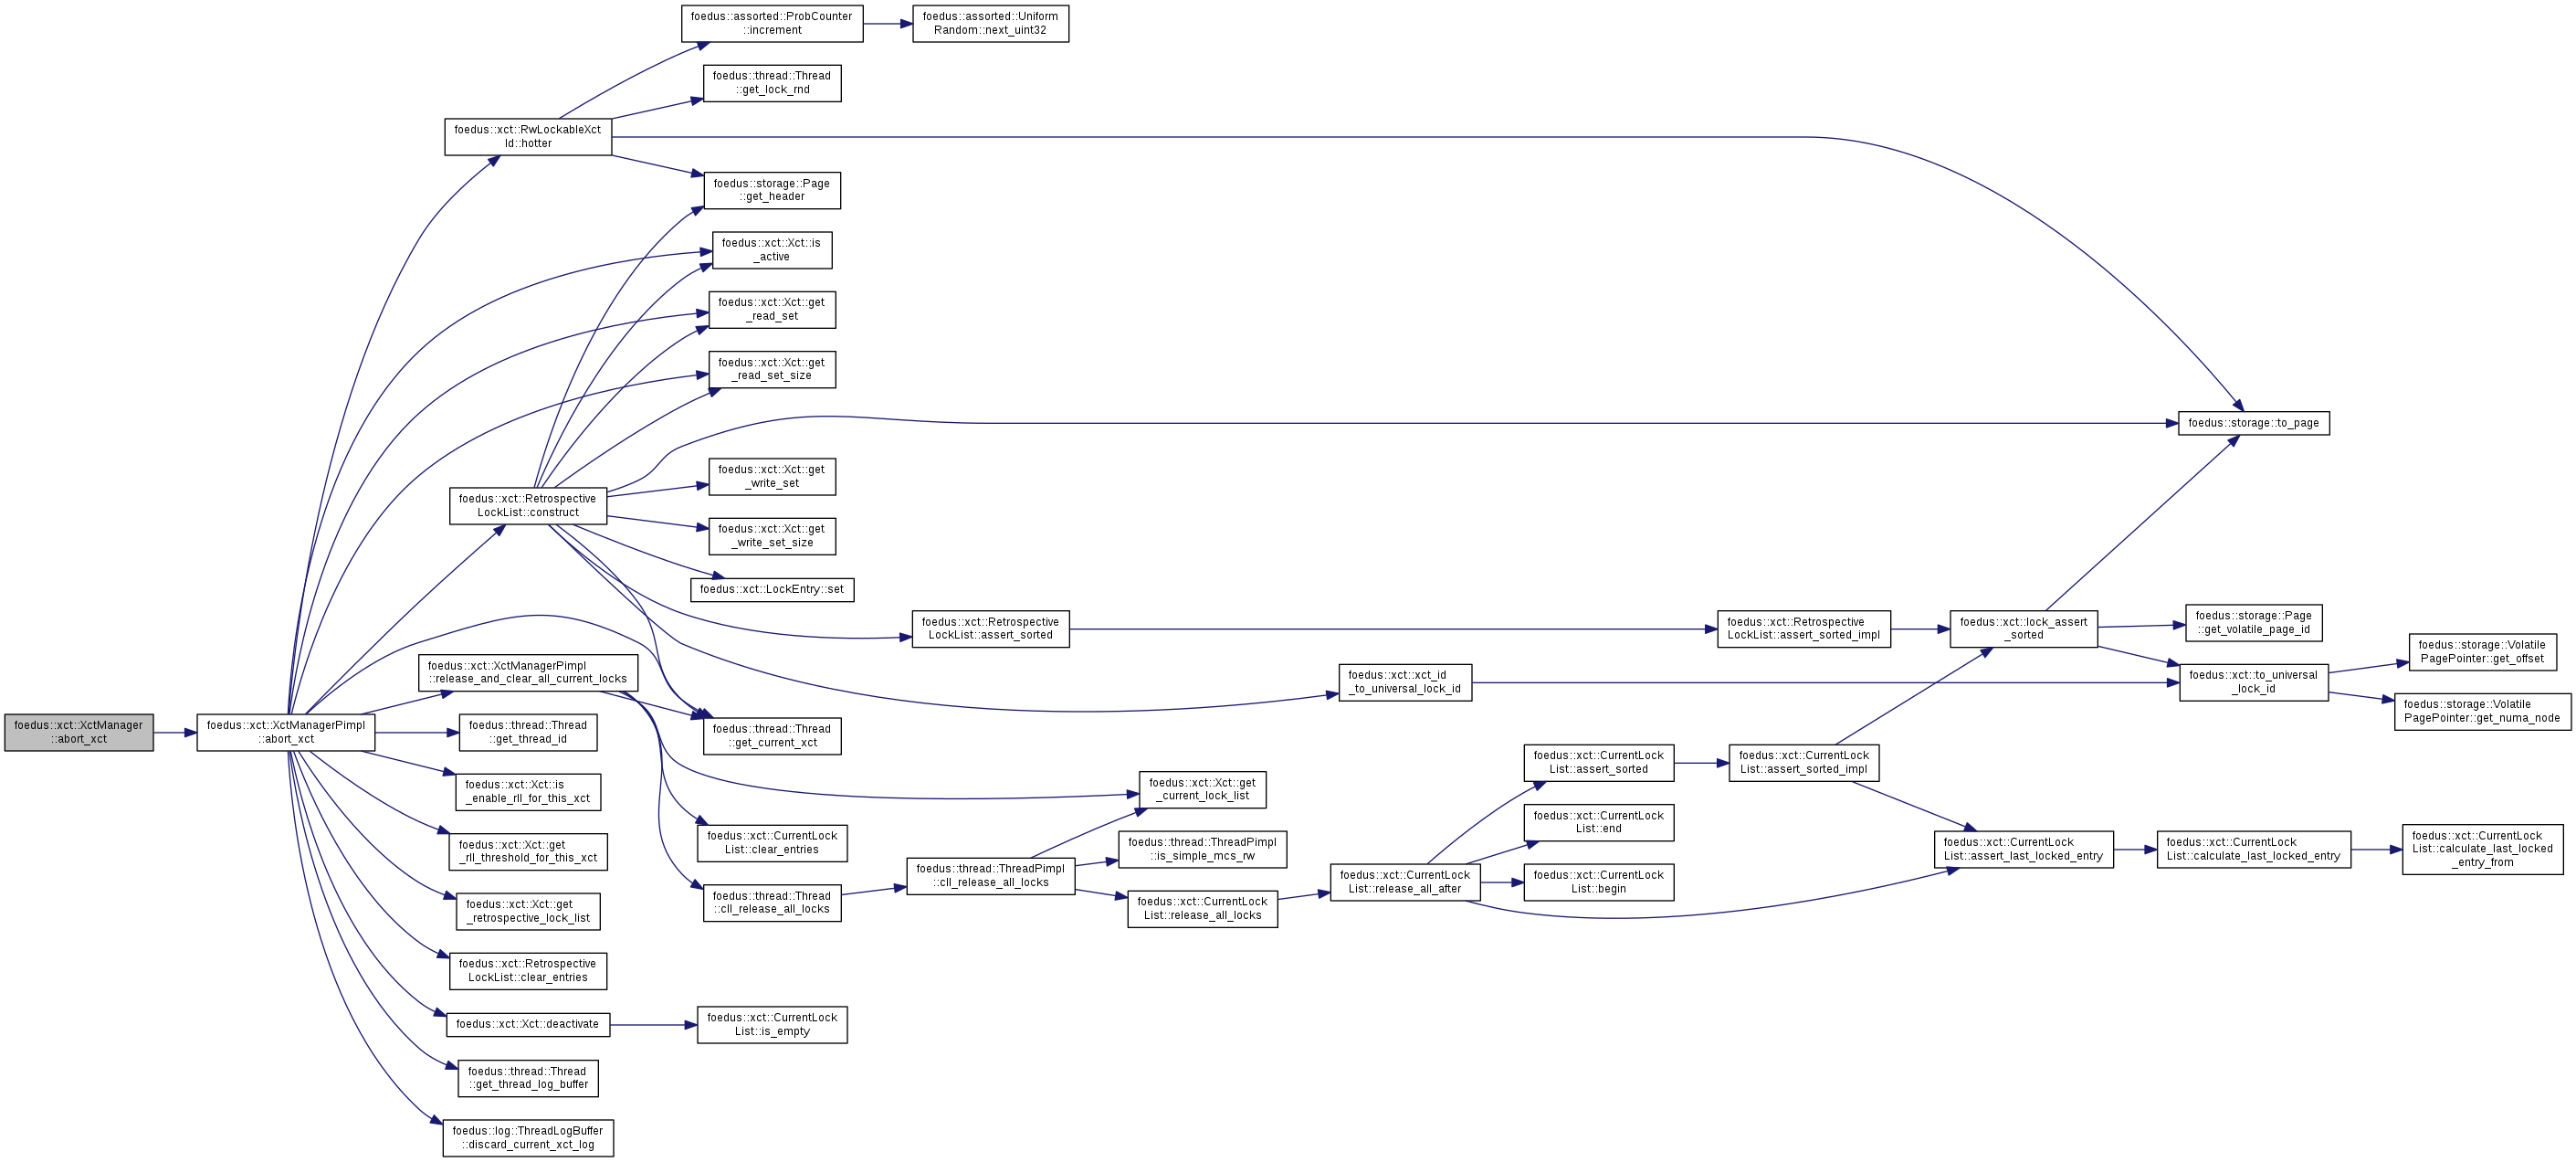 foedus::assorted::ProbCounter
::increment
foedus::assorted::Uniform
Random::next_uint32
foedus::thread::Thread
::get_lock_rnd
foedus::xct::RwLockableXct
Id::hotter
foedus::storage::Page
::get_header
foedus::xct::Xct::is
_active
foedus::xct::Xct::get
_read_set
foedus::xct::Xct::get
_read_set_size
foedus::storage::to_page
foedus::xct::Xct::get
_write_set
foedus::xct::Retrospective
LockList::construct
foedus::xct::Xct::get
_write_set_size
foedus::xct::LockEntry::set
foedus::xct::Retrospective
LockList::assert_sorted
foedus::xct::Retrospective
LockList::assert_sorted_impl
foedus::xct::lock_assert
_sorted
foedus::storage::Page
::get_volatile_page_id
foedus::storage::Volatile
PagePointer::get_offset
foedus::xct::XctManagerPimpl
::release_and_clear_all_current_locks
foedus::xct::xct_id
_to_universal_lock_id
foedus::xct::to_universal
_lock_id
foedus::storage::Volatile
PagePointer::get_numa_node
foedus::xct::XctManager
::abort_xct
foedus::xct::XctManagerPimpl
::abort_xct
foedus::thread::Thread
::get_thread_id
foedus::thread::Thread
::get_current_xct
foedus::xct::CurrentLock
List::assert_sorted
foedus::xct::CurrentLock
List::assert_sorted_impl
foedus::xct::Xct::is
_enable_rll_for_this_xct
foedus::xct::Xct::get
_current_lock_list
foedus::xct::CurrentLock
List::end
foedus::xct::Xct::get
_rll_threshold_for_this_xct
foedus::xct::CurrentLock
List::clear_entries
foedus::thread::ThreadPimpl
::is_simple_mcs_rw
foedus::xct::CurrentLock
List::assert_last_locked_entry
foedus::xct::CurrentLock
List::calculate_last_locked_entry
foedus::xct::CurrentLock
List::calculate_last_locked
_entry_from
foedus::thread::ThreadPimpl
::cll_release_all_locks
foedus::xct::CurrentLock
List::release_all_after
foedus::xct::CurrentLock
List::begin
foedus::xct::Xct::get
_retrospective_lock_list
foedus::thread::Thread
::cll_release_all_locks
foedus::xct::CurrentLock
List::release_all_locks
foedus::xct::Retrospective
LockList::clear_entries
foedus::xct::Xct::deactivate
foedus::xct::CurrentLock
List::is_empty
foedus::thread::Thread
::get_thread_log_buffer
foedus::log::ThreadLogBuffer
::discard_current_xct_log